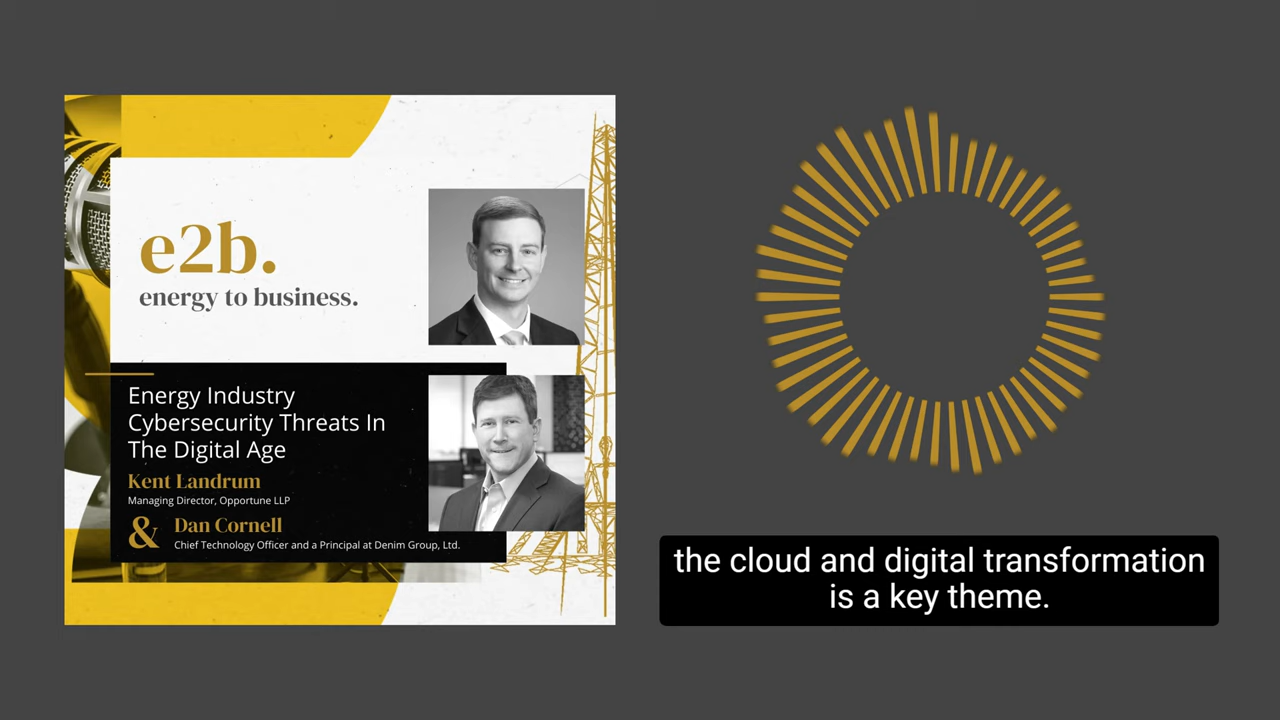 e2b.
energy to business.
Energy Industry
Cybersecurity Threats In
The Digital Age
Kent Landrum
Managing Director, Opportune LLP
& Dan Cornell
Chief Technology Officer and a Principal at Denim Group, Ltd.
the cloud and digital transformation
is a key theme.